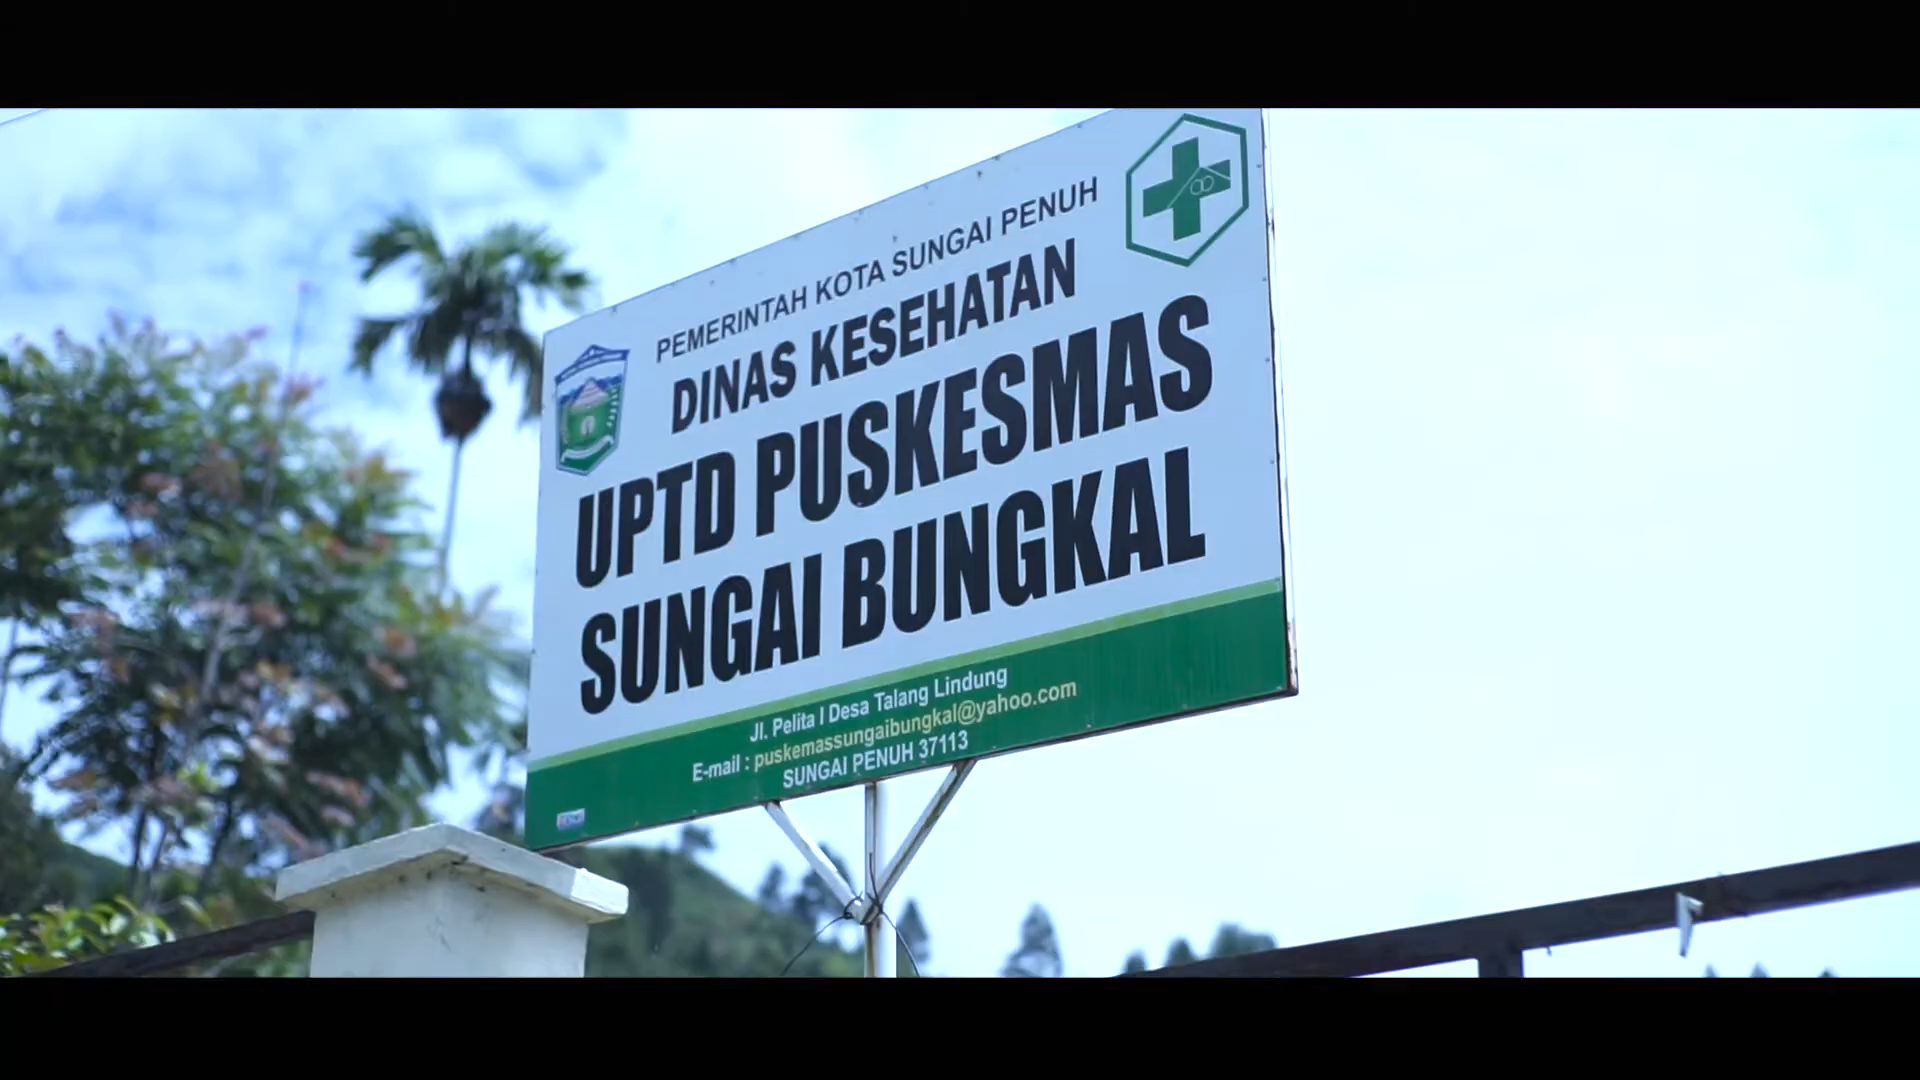 PEMERINTAH KOTA SUNGAI PENUH
DINAS KESEHATAN
UPTD PUSKESMAS
SUNGAI BUNGKAL
Jl. Pelita I Desa Talang Lindung
E-mail : puskemassungaibungkal@yahoo.com
SUNGAI PENUH 37113